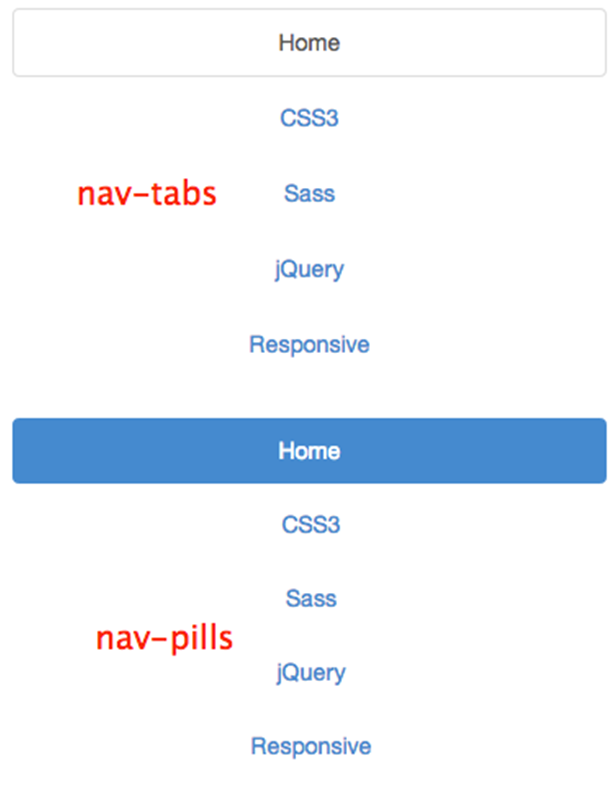 Home
CSS3
nav-tabs
Sass
jQuery
Responsive
Home
CSS3
Sass
nav-pills
jQuery
Responsive